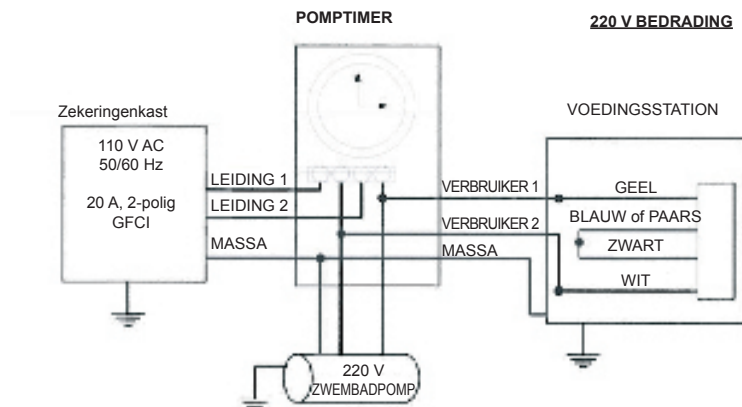 POMPTIMER
220 V BEDRADING
Zekeringenkast
110 V AC
50/60 Hz
20 A, 2-polig
GFCI
LEIDING 1
LEIDING 2
MASSA
VERBRUIKER 1
VERBRUIKER 2
MASSA
VOEDINGSSTATION
GEEL
BLAUW of PAARS
ZWART
WIT
220 V
ZWEMBADPOMP